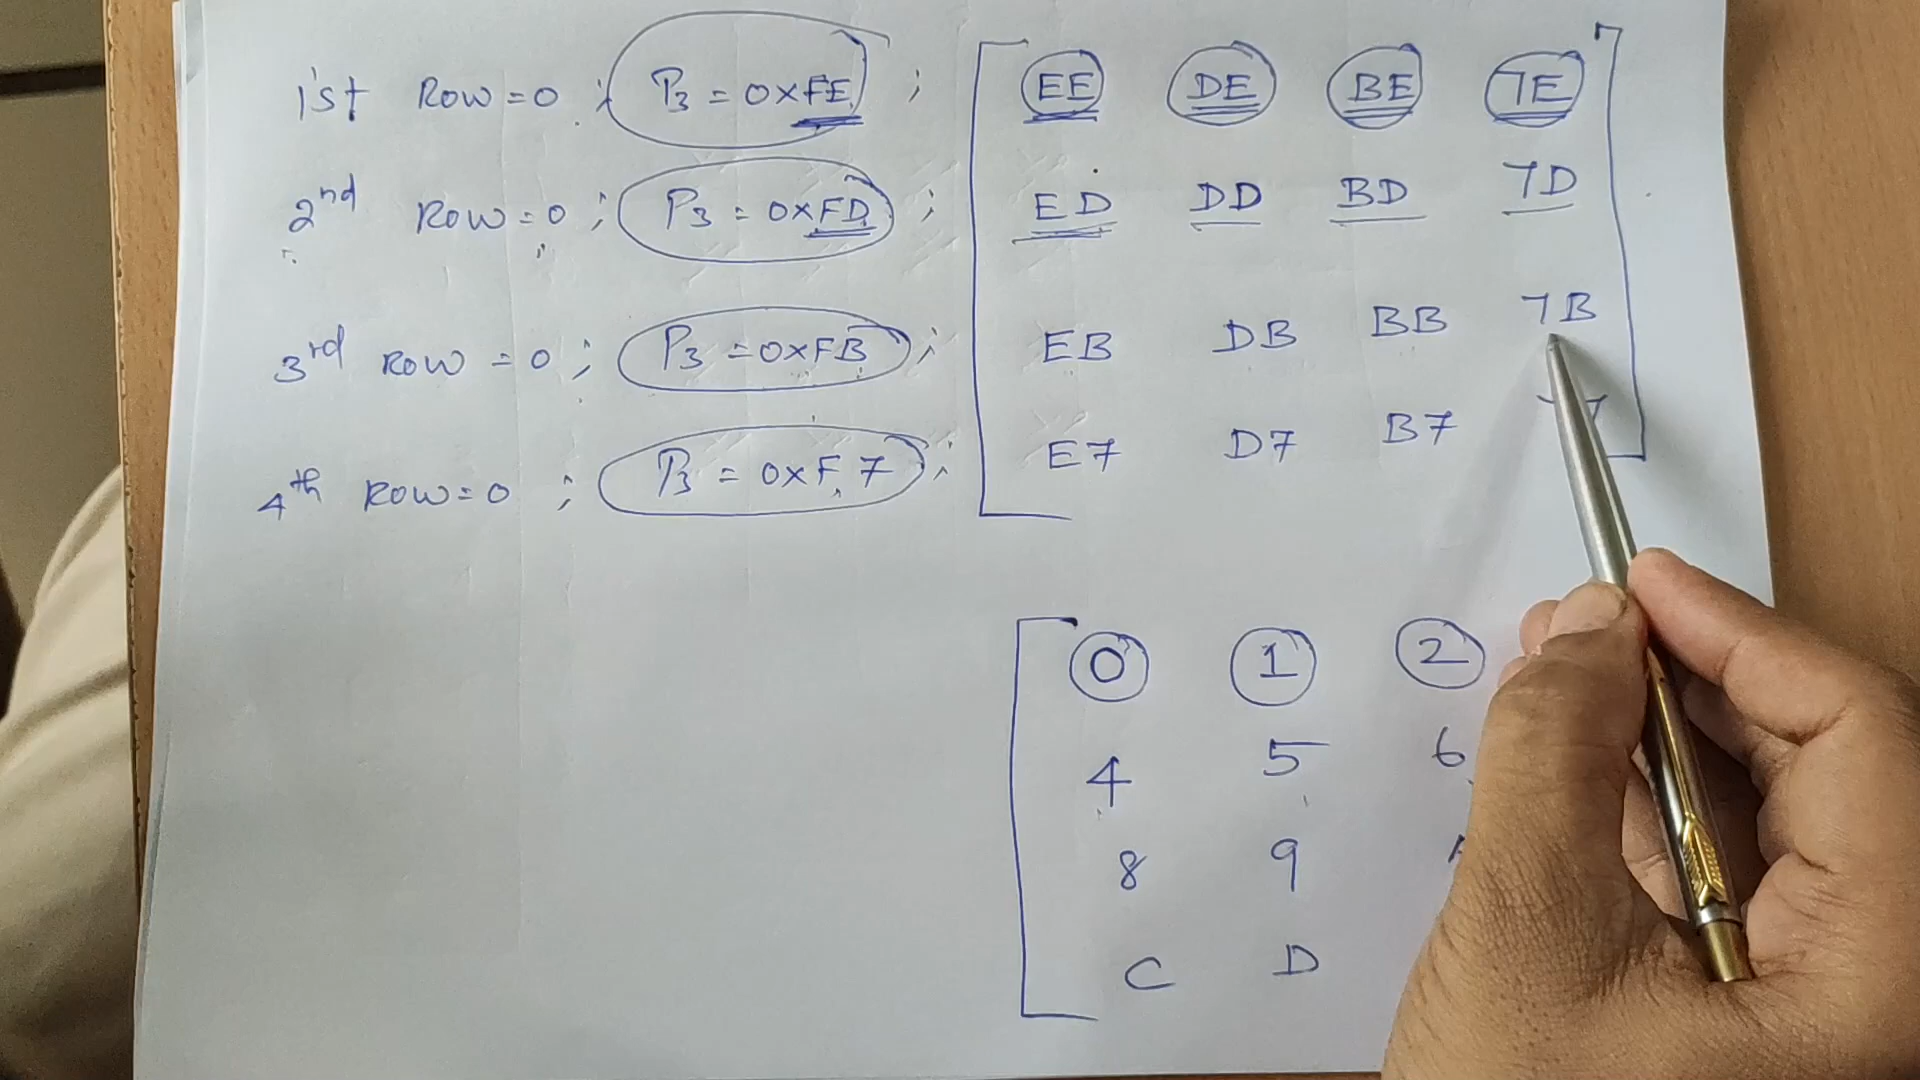 1st Row=0 ; P3 = 0xFE ; EE DE BE 7E
2nd Row=0 ; P3 = 0xFD ; ED DD BD 7D
3rd Row=0 ; P3 = 0xFB ; EB DB BB 7B
4th Row=0 ; P3 = 0xF7 ; E7 D7 B7
0 1 2
4 5 6
8 9
C D